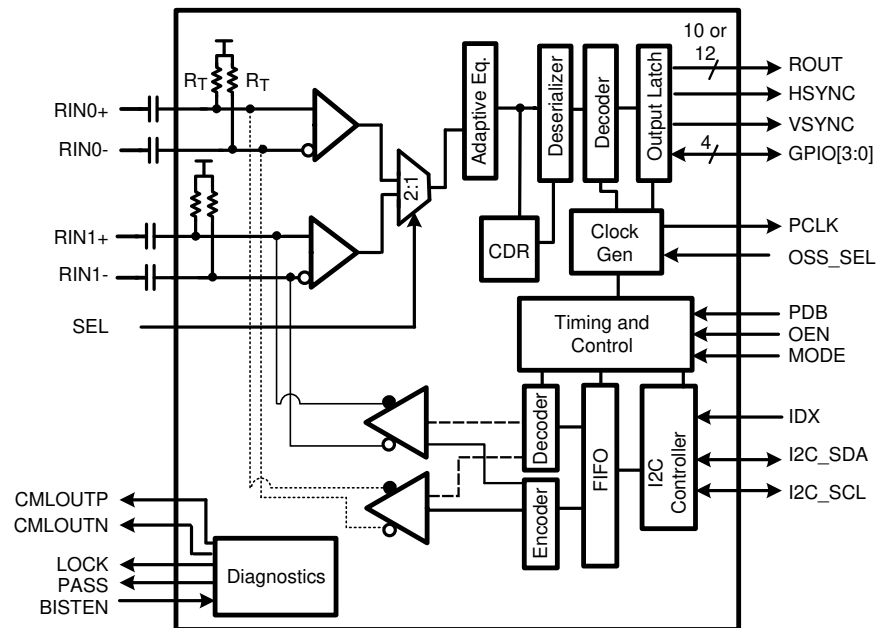 10 or
12
ROUT
HSYNC
VSYNC
4
GPIO[3:0]
PCLK
OSS_SEL
PDB
OEN
MODE
IDX
I2C_SDA
I2C_SCL
RT
RT
RIN0+
RIN0-
RIN1+
RIN1-
SEL
2:1
Adaptive Eq.
Deserializer
Decoder
Output Latch
CDR
Clock
Gen
Timing and
Control
Decoder
Encoder
FIFO
I2C
Controller
CMLOUTP
CMLOUTN
LOCK
PASS
BISTEN
Diagnostics